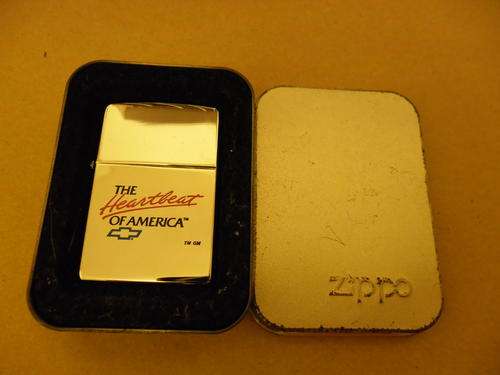 THE
Heartbeat
OF AMERICA™
TM GM
Zippo